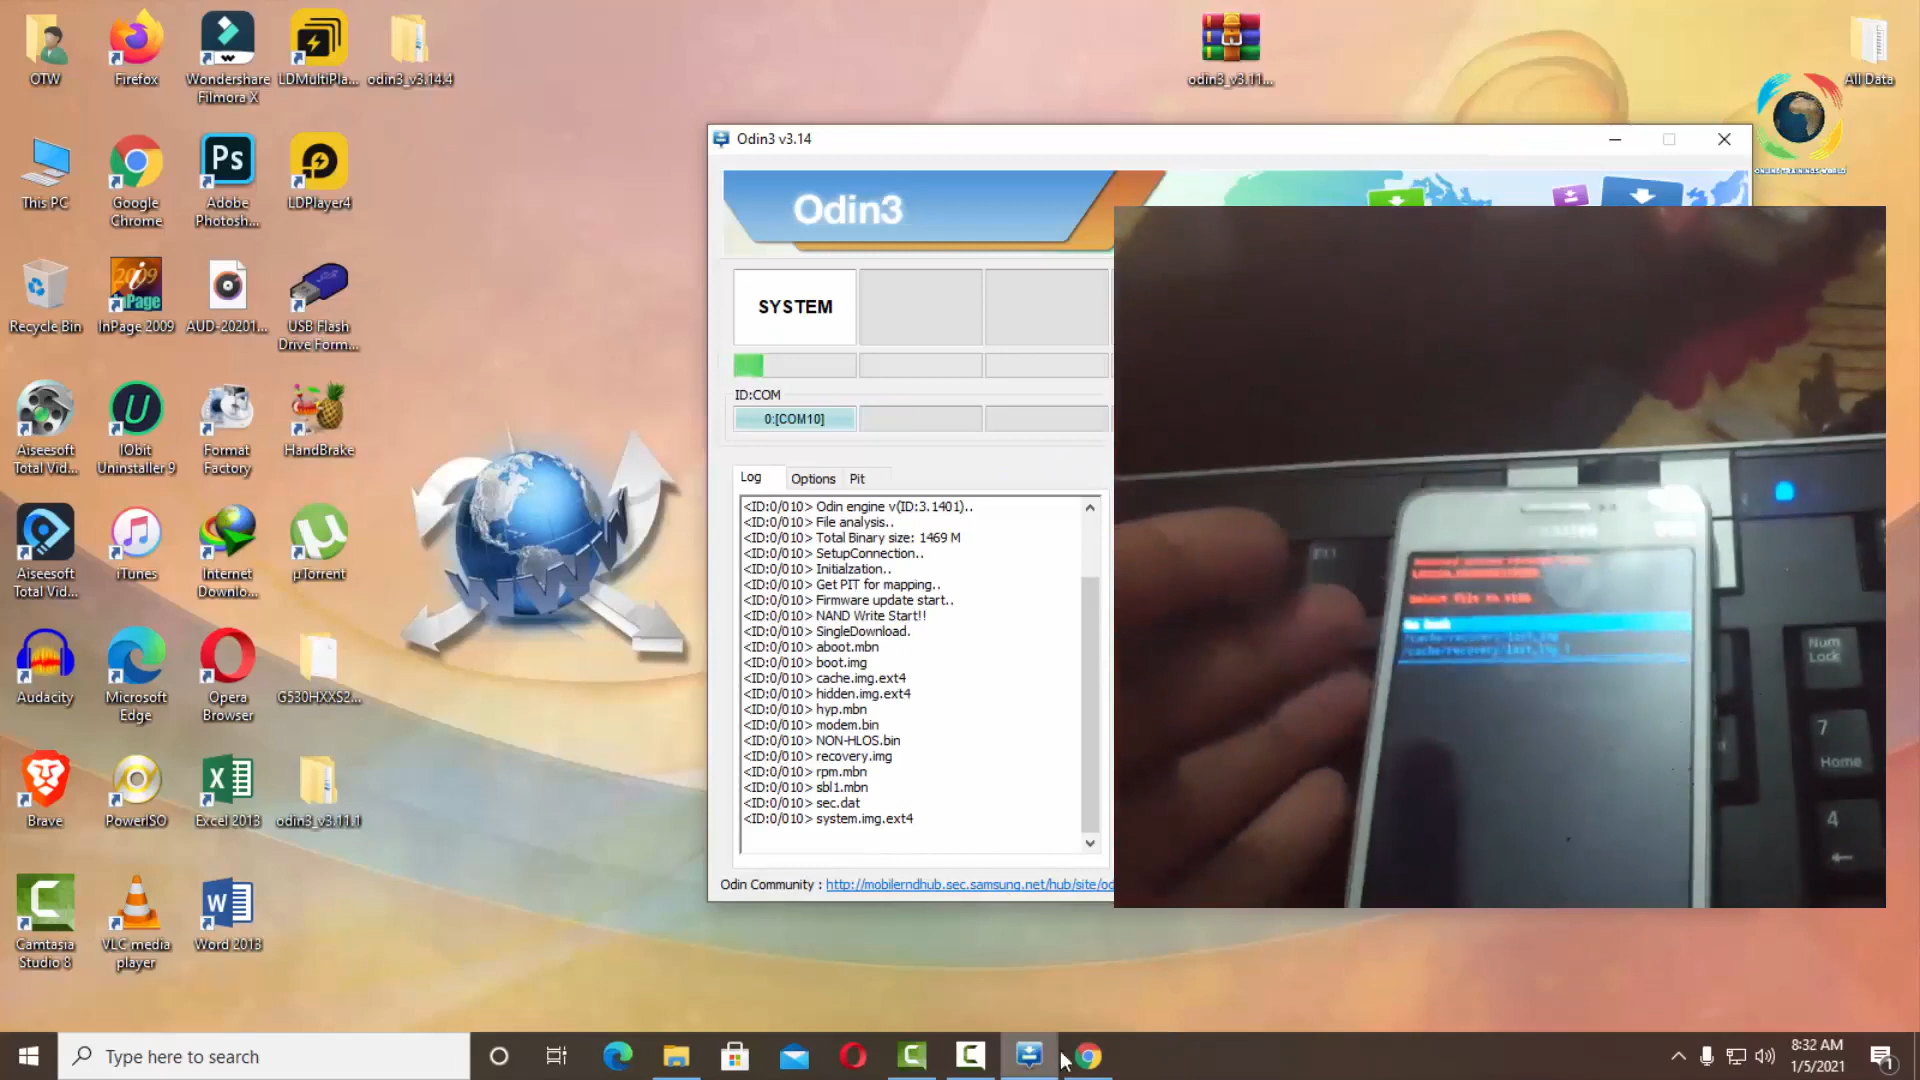 OTW
Firefox
Wondershare
Filmora X
LDMultiPla...
odin3_v3.14.4
odin3_v3.11...
All Data
This PC
Google
Chrome
Ps
Adobe
Photosh...
LDPlayer4
Recycle Bin
2009
InPage
InPage 2009
AUD-20201...
USB Flash
Drive Form...
Aiseesoft
Total Vid...
IObit
Uninstaller 9
Format
Factory
HandBrake
Aiseesoft
Total Vid...
iTunes
Internet
Downlo...
µTorrent
Audacity
Microsoft
Edge
Opera
Browser
G530HXXS2...
Brave
PowerISO
Excel 2013
odin3_v3.11.1
Camtasia
Studio 8
VLC media
player
Word 2013
WWW
ONLINE TRAININGS WORLD
Odin3 v3.14
Odin3
SYSTEM
ID:COM
0:[COM10]
Log
Options
Pit
<ID:0/010> Odin engine v(ID:3.1401)..
<ID:0/010> File analysis..
<ID:0/010> Total Binary size: 1469 M
<ID:0/010> SetupConnection..
<ID:0/010> Initialzation..
<ID:0/010> Get PIT for mapping..
<ID:0/010> Firmware update start..
<ID:0/010> NAND Write Start!!
<ID:0/010> SingleDownload.
<ID:0/010> aboot.mbn
<ID:0/010> boot.img
<ID:0/010> cache.img.ext4
<ID:0/010> hidden.img.ext4
<ID:0/010> hyp.mbn
<ID:0/010> modem.bin
<ID:0/010> NON-HLOS.bin
<ID:0/010> recovery.img
<ID:0/010> rpm.mbn
<ID:0/010> sbl1.mbn
<ID:0/010> sec.dat
<ID:0/010> system.img.ext4
Odin Community : http://mobilerndhub.sec.samsung.net/hub/site/od
Num
Lock
7
Home
4
Type here to search
8:32 AM
1/5/2021
1